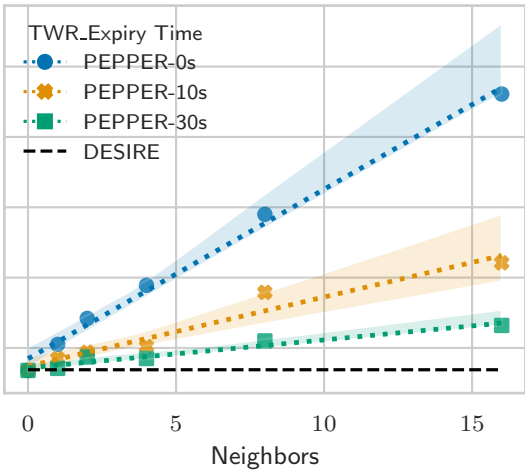 TWR_Expiry Time
PEPPER-0s
PEPPER-10s
PEPPER-30s
DESIRE
0 5 10 15
Neighbors